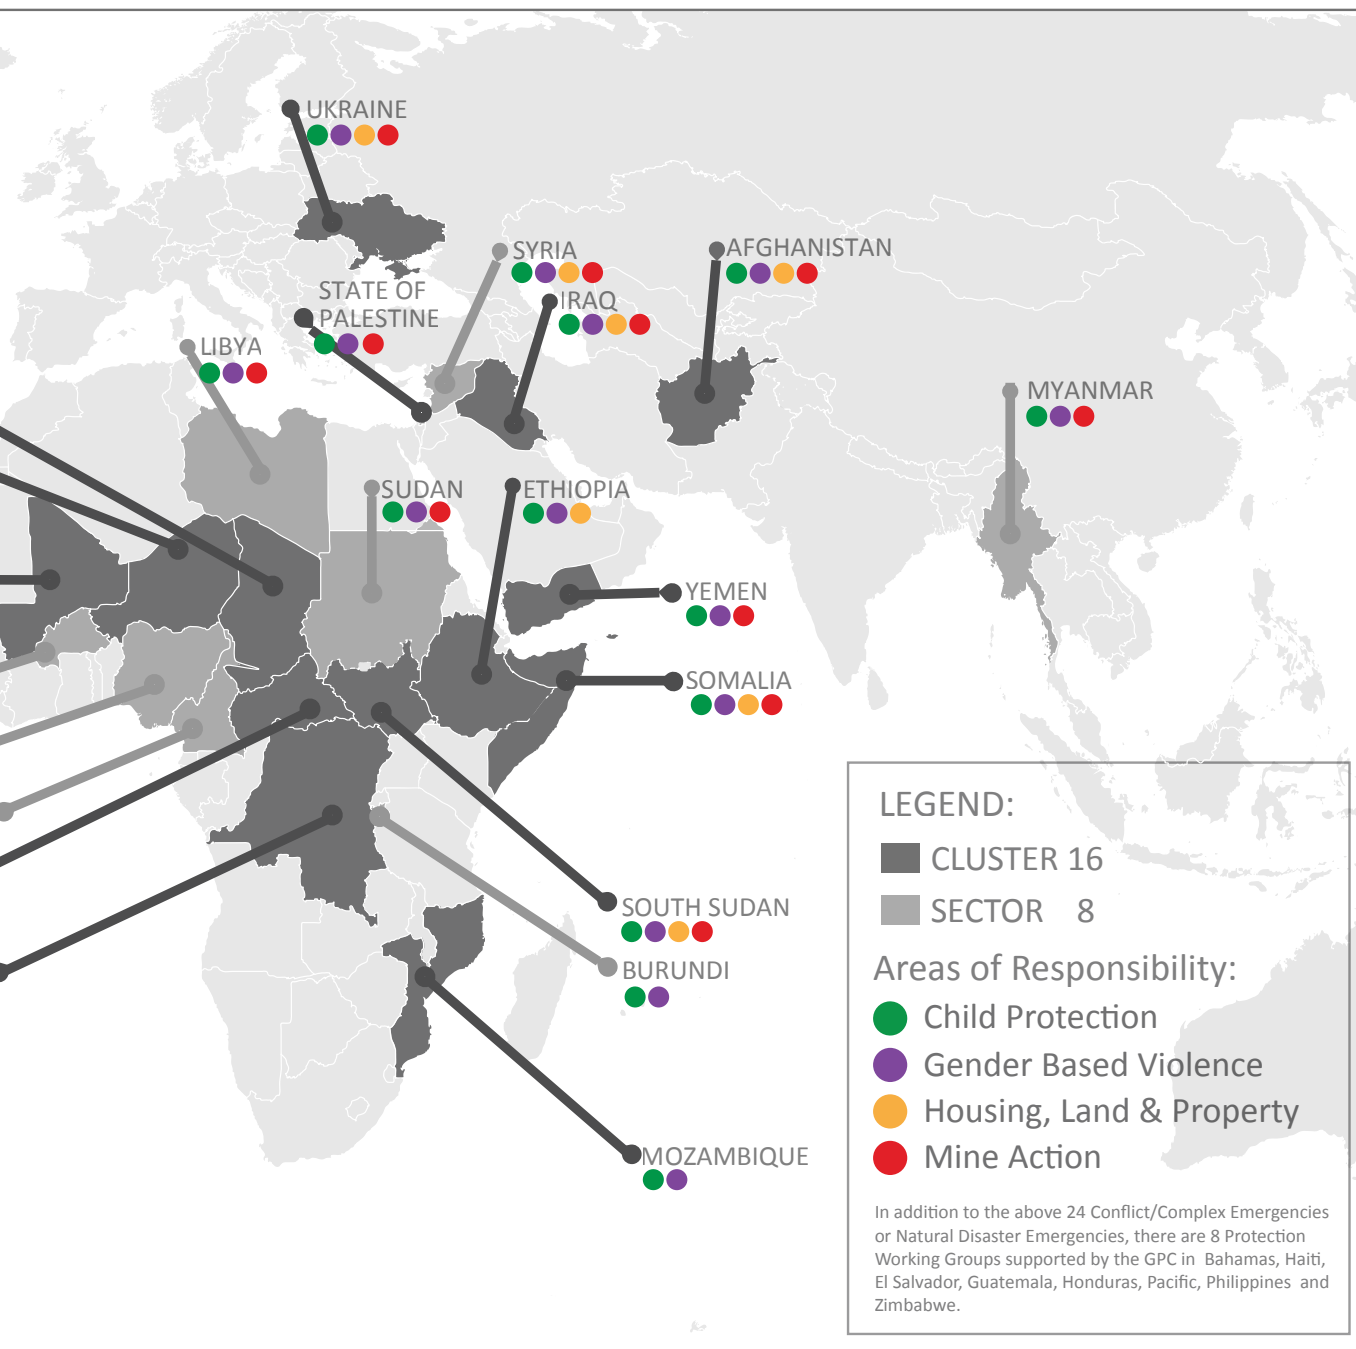 UKRAINE
SYRIA
AFGHANISTAN
STATE OF
PALESTINE
IRAQ
LIBYA
MYANMAR
SUDAN
ETHIOPIA
YEMEN
SOMALIA
SOUTH SUDAN
BURUNDI
MOZAMBIQUE
LEGEND:
CLUSTER 16
SECTOR 8
Areas of Responsibility:
Child Protection
Gender Based Violence
Housing, Land & Property
Mine Action
In addition to the above 24 Conflict/Complex Emergencies
or Natural Disaster Emergencies, there are 8 Protection
Working Groups supported by the GPC in Bahamas, Haiti,
El Salvador, Guatemala, Honduras, Pacific, Philippines and
Zimbabwe.